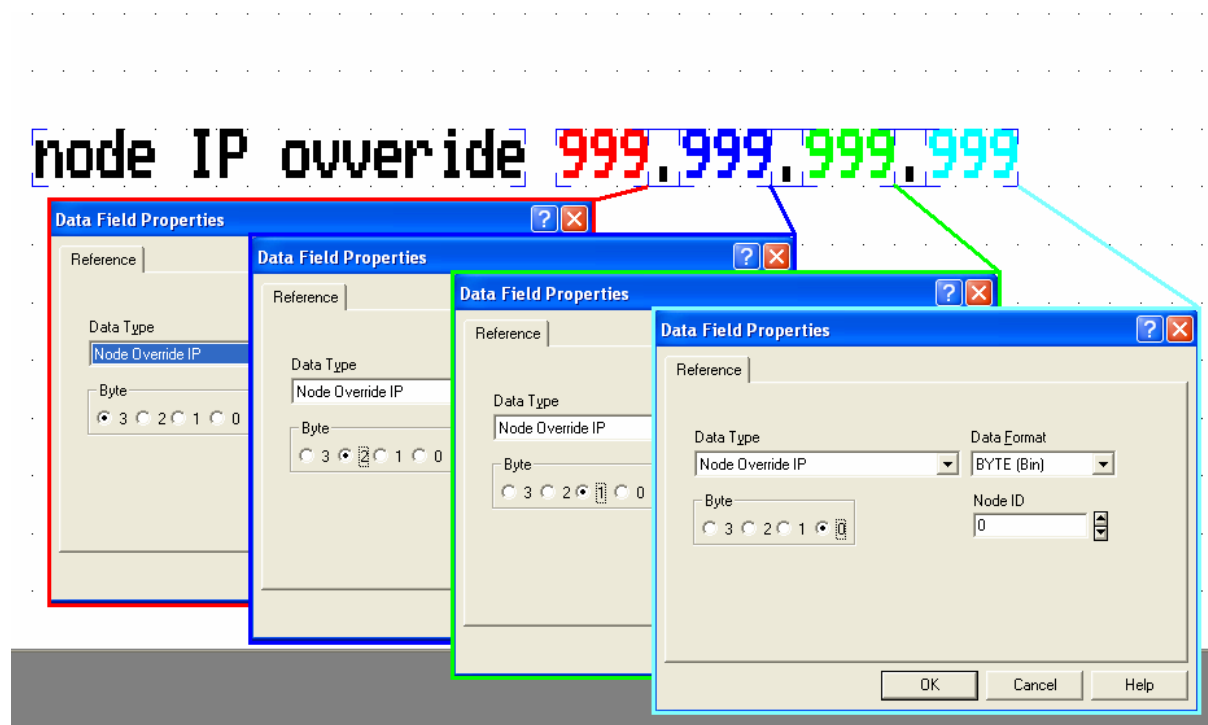 node IP ovveride 999.999.999.999
Data Field Properties
Reference
Data Type
Node Override IP
Byte
3 2 1 0
Data Field Properties
Reference
Data Type
Node Override IP
Byte
3 2 1 0
Data Field Properties
Reference
Data Type
Node Override IP
Byte
3 2 1 0
Data Field Properties
Reference
Data Type Data Format
Node Override IP BYTE (Bin)
Byte Node ID
3 2 1 0 0
OK Cancel Help